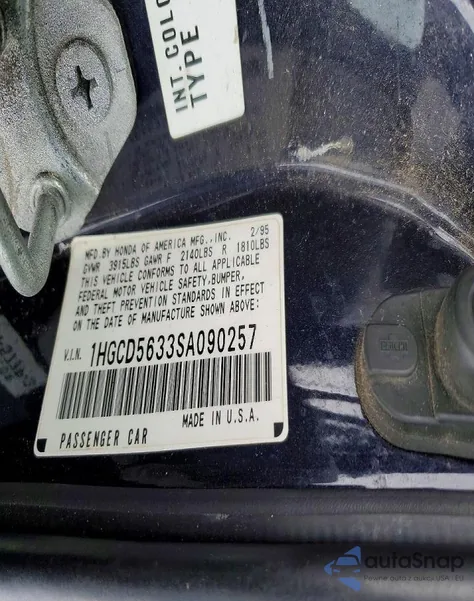 INT. COLO
TYPE
MFD. BY HONDA OF AMERICA MFG., INC. 2/95
GVWR 3915LBS GAWR F 2140LBS R 1810LBS
THIS VEHICLE CONFORMS TO ALL APPLICABLE
FEDERAL MOTOR VEHICLE SAFETY, BUMPER,
AND THEFT PREVENTION STANDARDS IN EFFECT
ON THE DATE OF MANUFACTURE SHOWN ABOVE:
V.I.N. 1HGCD5633SA090257
MADE IN U.S.A.
PASSENGER CAR
autoSnap